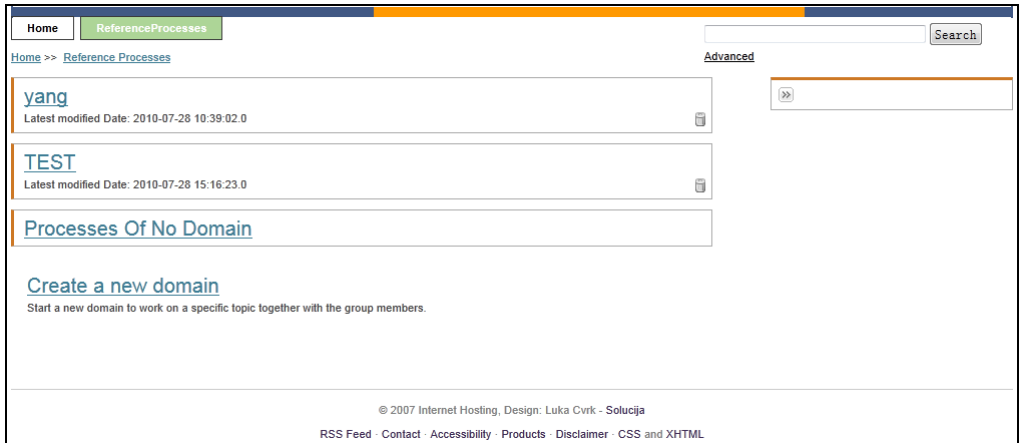 Home ReferenceProcesses
Search
Home >> Reference Processes
Advanced
yang
Latest modified Date: 2010-07-28 10:39:02.0
TEST
Latest modified Date: 2010-07-28 15:16:23.0
Processes Of No Domain
Create a new domain
Start a new domain to work on a specific topic together with the group members.
© 2007 Internet Hosting, Design: Luka Cvrk - Solucija
RSS Feed · Contact · Accessibility · Products · Disclaimer · CSS and XHTML